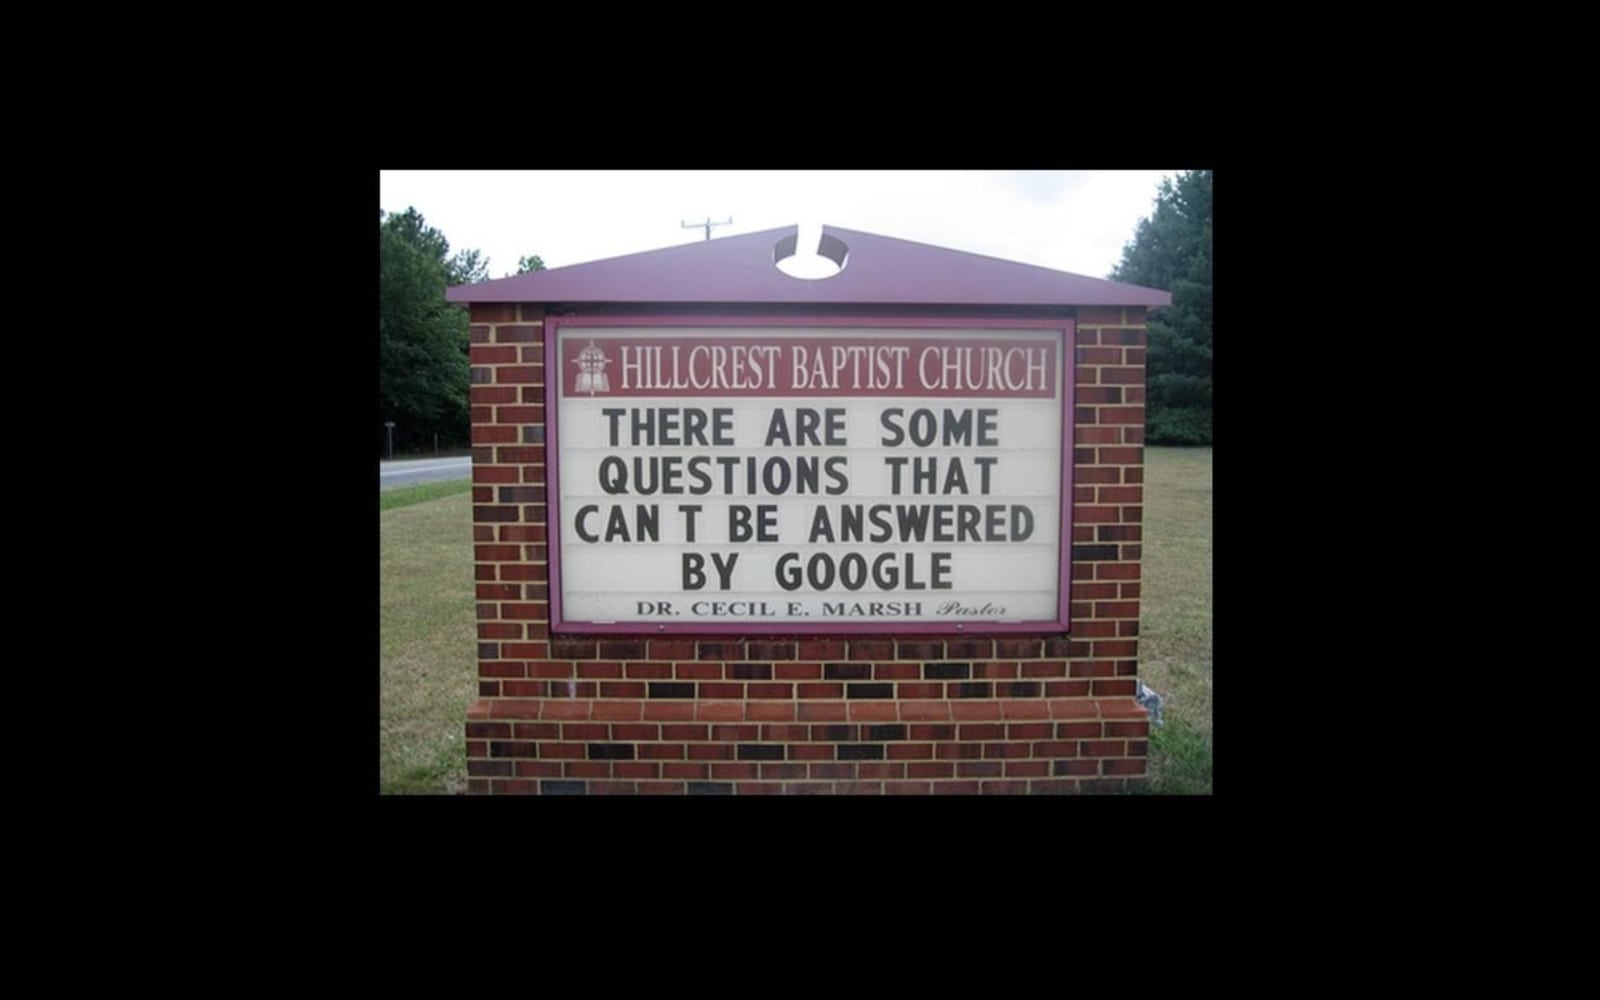 HILLCREST BAPTIST CHURCH
THERE ARE SOME
QUESTIONS THAT
CAN T BE ANSWERED
BY GOOGLE
DR. CECIL E. MARSH Pastor